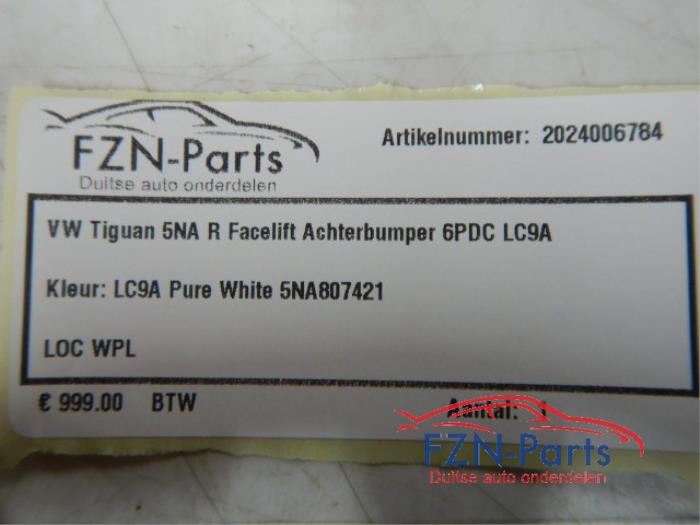 FZN-Parts
Duitse auto onderdelen
Artikelnummer: 2024006784
VW Tiguan 5NA R Facelift Achterbumper 6PDC LC9A
Kleur: LC9A Pure White 5NA807421
LOC WPL
€ 999.00 BTW
Aantal: 1
FZN-Parts
Duitse auto onderdelen